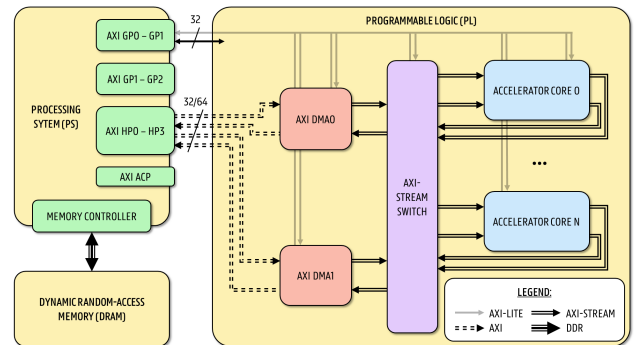 AXI GP0 – GP1
32
PROGRAMMABLE LOGIC (PL)
AXI GP1 – GP2
PROCESSING
SYTEM (PS)
32/64
AXI HP0 – HP3
AXI ACP
MEMORY CONTROLLER
DYNAMIC RANDOM-ACCESS
MEMORY (DRAM)
AXI DMA0
AXI DMA1
AXI-
STREAM
SWITCH
ACCELERATOR CORE 0
...
ACCELERATOR CORE N
LEGEND:
AXI-LITE
AXI-STREAM
AXI
DDR